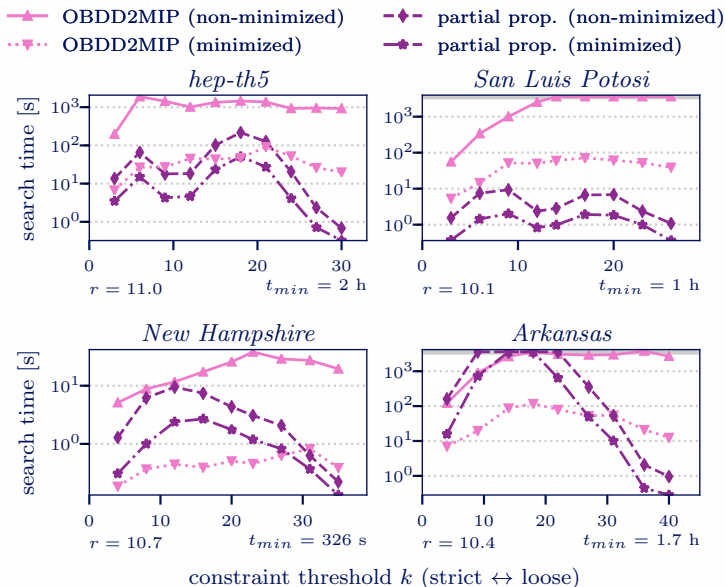 OBDD2MIP (non-minimized)
OBDD2MIP (minimized)
partial prop. (non-minimized)
partial prop. (minimized)
hep-th5
San Luis Potosi
search time [s]
10³
10²
10¹
10⁰
0 10 20 30
r = 11.0
t_min = 2 h
10³
10²
10¹
10⁰
0 10 20
r = 10.1
t_min = 1 h
New Hampshire
Arkansas
search time [s]
10¹
10⁰
0 10 20 30
r = 10.7
t_min = 326 s
10³
10²
10¹
10⁰
0 10 20 30 40
r = 10.4
t_min = 1.7 h
constraint threshold k (strict ↔ loose)